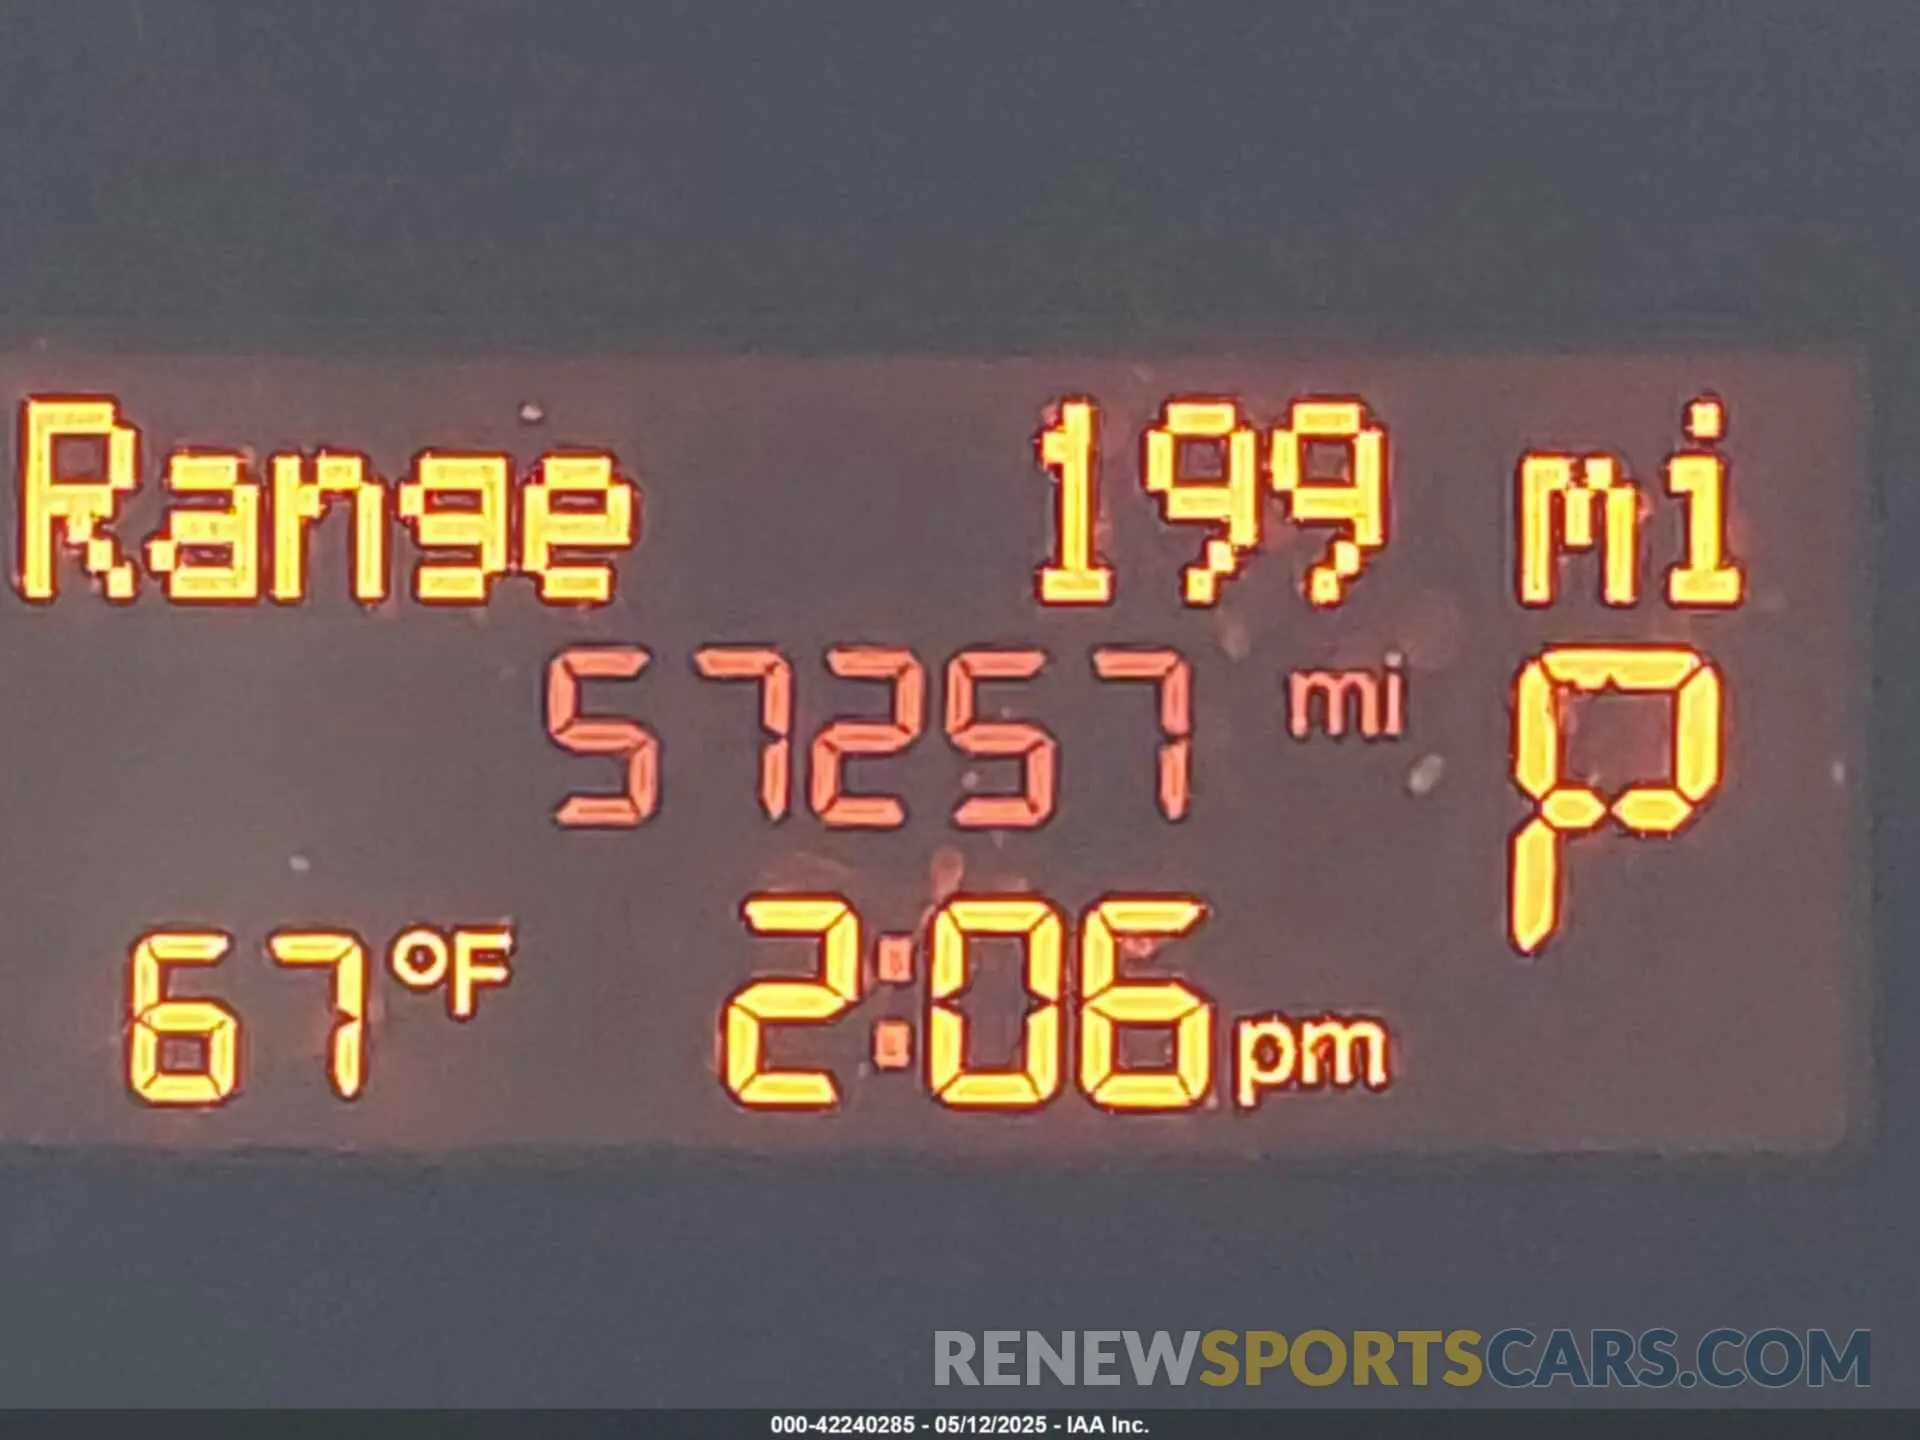 Range 199 mi
57257 mi P
67 °F 2:06 pm
RENEWSPORTSCARS.COM
000-42240285 - 05/12/2025 - IAA Inc.